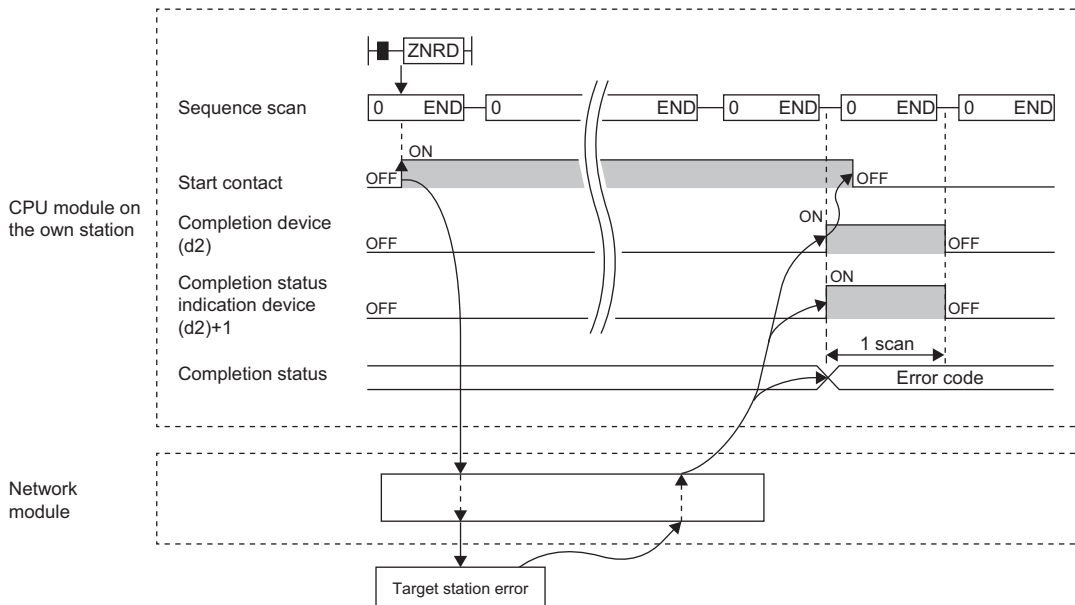 ZNRD
Sequence scan
0 END 0 END 0 END 0 END 0 END
ON
Start contact
OFF
OFF
CPU module on
the own station
Completion device
(d2)
ON
OFF
OFF
Completion status
indication device
(d2)+1
ON
OFF
OFF
1 scan
Completion status
Error code
Network
module
Target station error